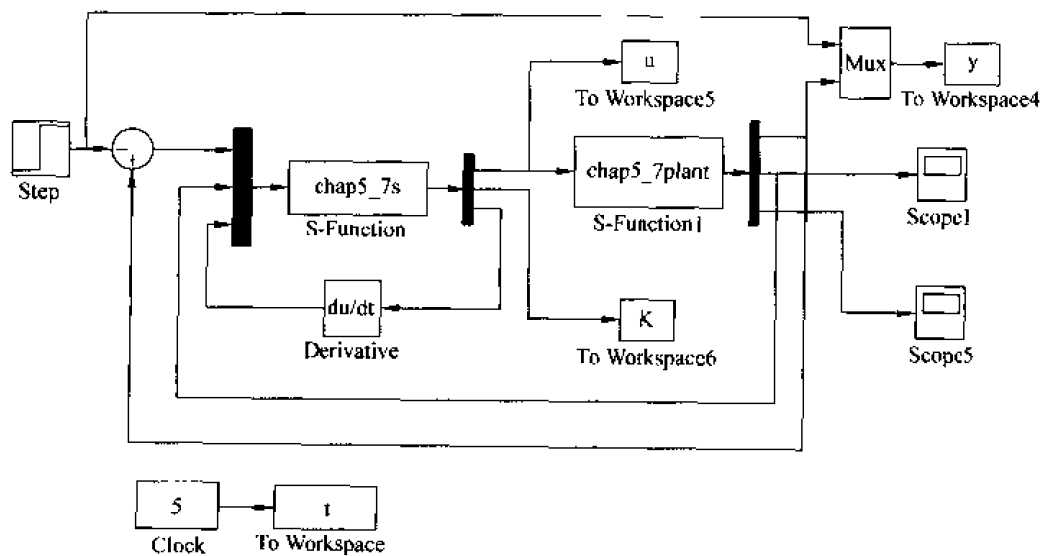 u
To Workspace5
Mux
y
To Workspace4
Step
chap5_7s
S-Function
chap5_7plant
S-Function1
Scope1
du/dt
Derivative
K
To Workspace6
Scope5
5
Clock
t
To Workspace